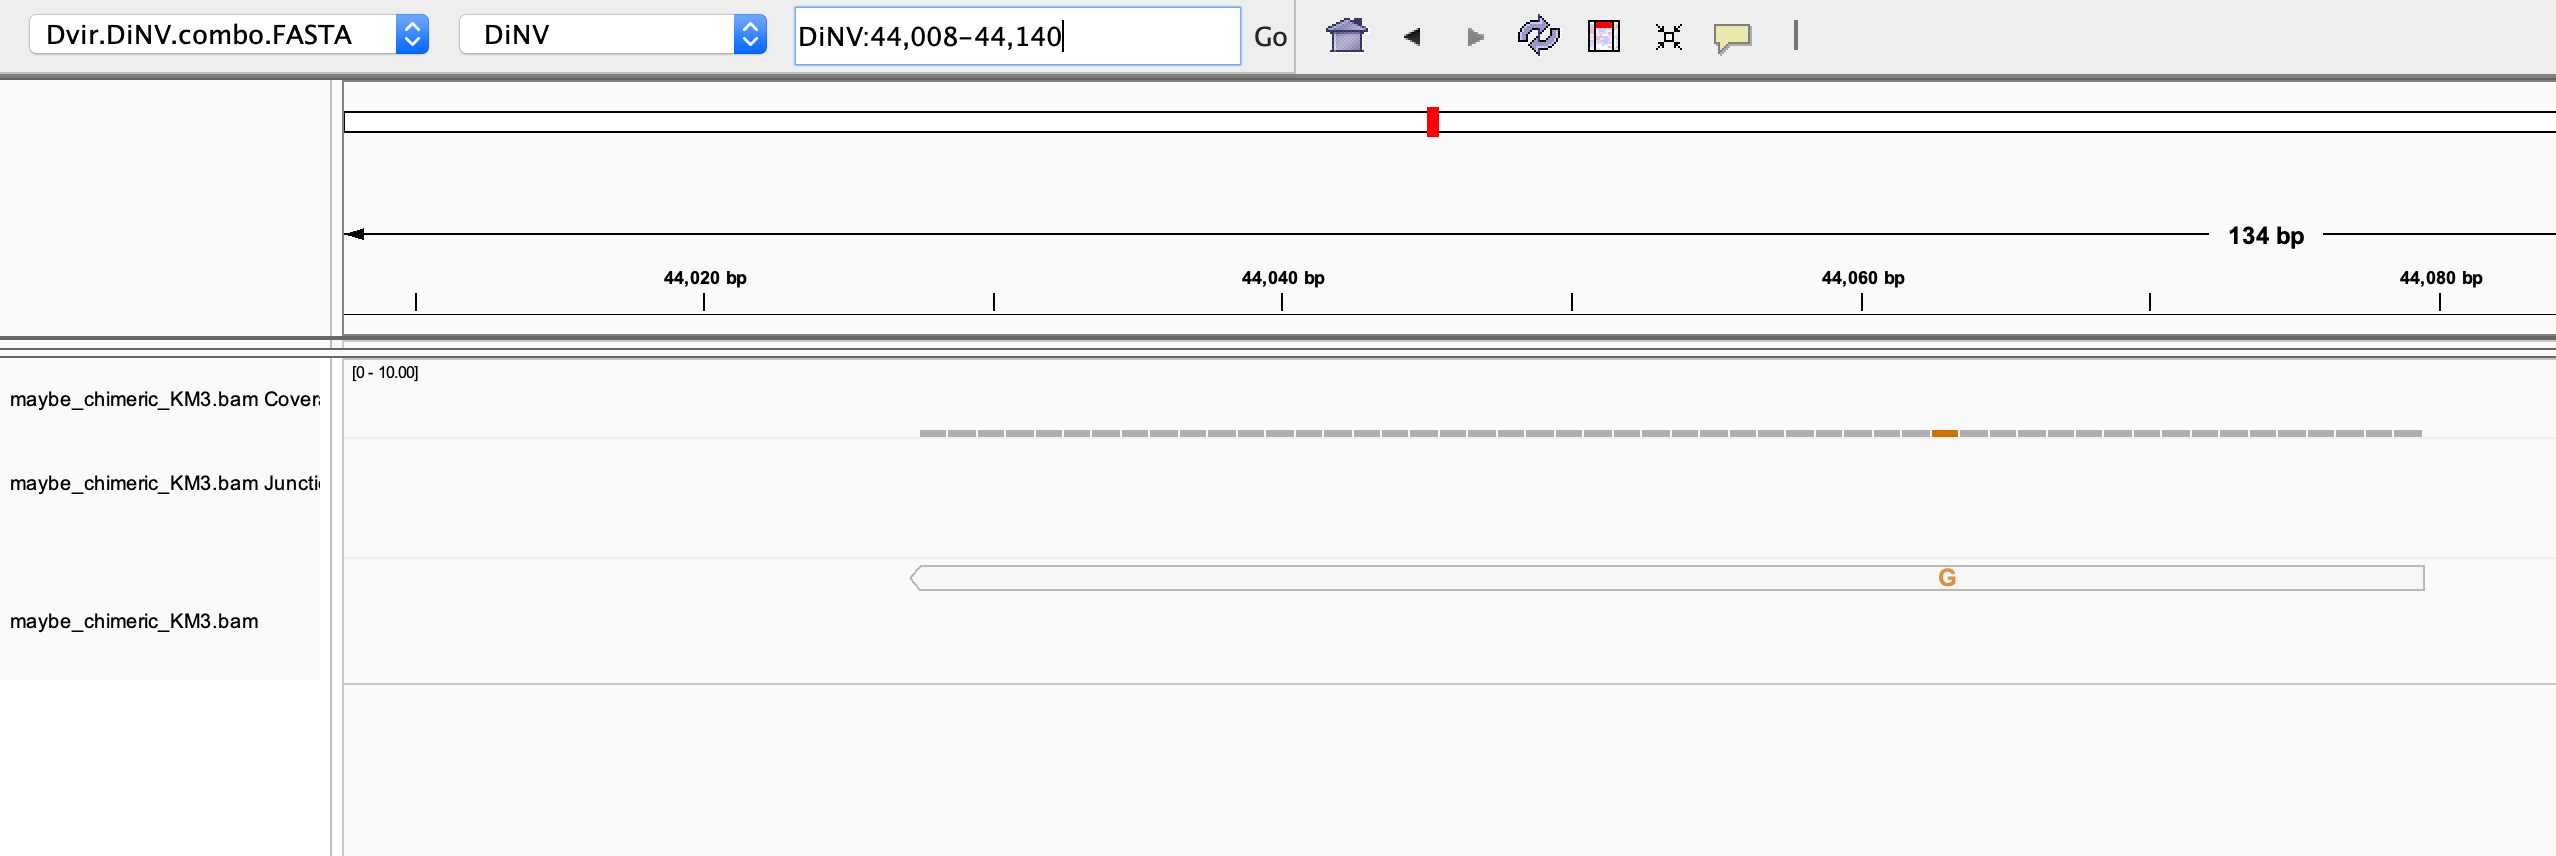 Dvir.DiNV.combo.FASTA DiNV DiNV:44,008-44,140 Go
134 bp
44,020 bp 44,040 bp 44,060 bp 44,080 bp
[0 - 10.00]
maybe_chimeric_KM3.bam Cover
maybe_chimeric_KM3.bam Juncti
G
maybe_chimeric_KM3.bam